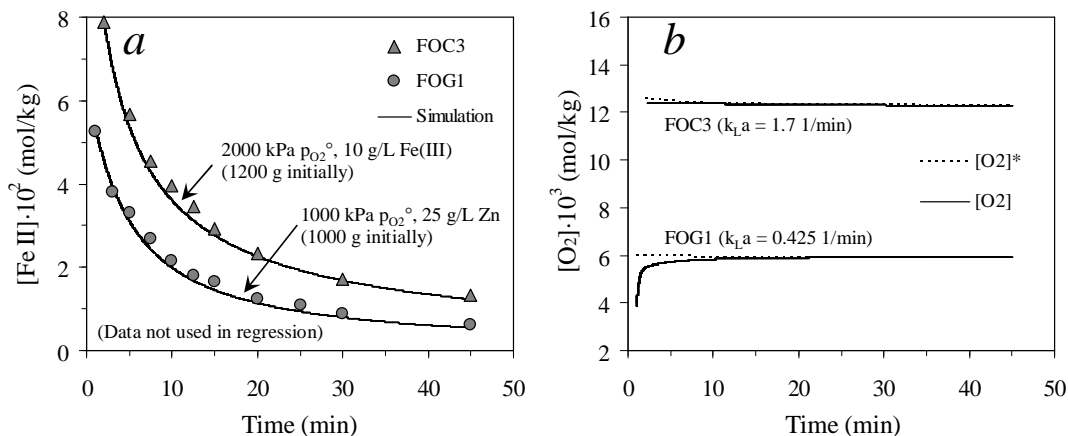 a
[Fe II]·10² (mol/kg)
8
6
4
2
0
FOC3
FOG1
Simulation
2000 kPa pO₂°, 10 g/L Fe(III)
(1200 g initially)
1000 kPa pO₂°, 25 g/L Zn
(1000 g initially)
(Data not used in regression)
0 10 20 30 40 50
Time (min)
b
[O₂]·10³ (mol/kg)
16
14
12
10
8
6
4
2
FOC3 (kLa = 1.7 1/min)
[O2]*
[O2]
FOG1 (kLa = 0.425 1/min)
0 10 20 30 40 50
Time (min)